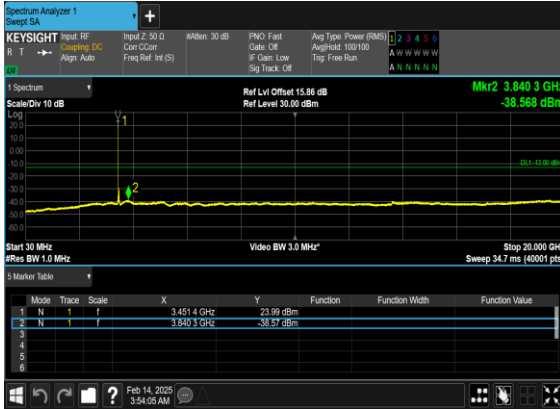 Spectrum Analyzer 1
Swept SA
+
KEYSIGHT Input: RF Input Z: 50 Ω #Atten: 30 dB PNO: Fast Avg Type: Power (RMS) 1 2 3 4 5 6
R T Coupling: DC Corr CCorr Gate: Off Avg|Hold: 100/100 A W W W W W
Align: Auto Freq Ref: Int (S) IF Gain: Low Trig: Free Run
Sig Track: Off A N N N N N
1 Spectrum Ref Lvl Offset 15.86 dB Mkr2 3.840 3 GHz
Scale/Div 10 dB Ref Level 30.00 dBm -38.568 dBm
Log
20.0
10.0
0.00
-10.0
DL1 -13.00 dBm
-20.0
-30.0
-40.0
-50.0
-60.0
1
2
Start 30 MHz Video BW 3.0 MHz* Stop 20.000 GHz
#Res BW 1.0 MHz Sweep 34.7 ms (40001 pts)
5 Marker Table
Mode Trace Scale X Y Function Function Width Function Value
1 N 1 f 3.451 4 GHz 23.99 dBm
2 N 1 f 3.840 3 GHz -38.57 dBm
3
4
5
6
? Feb 14, 2025
3:54:05 AM